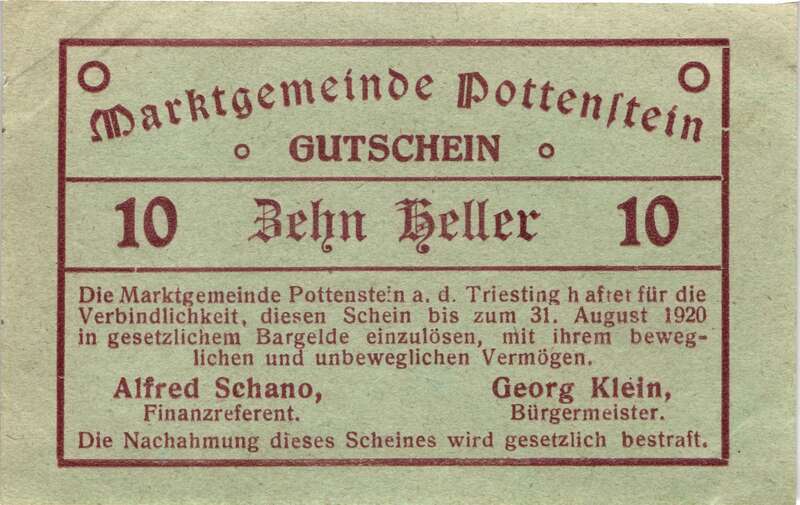 Marktgemeinde Pottenstein
GUTSCHEIN
10 Zehn Heller 10
Die Marktgemeinde Pottenstein a. d. Triesting haftet für die
Verbindlichkeit, diesen Schein bis zum 31. August 1920
in gesetzlichem Bargelde einzulösen, mit ihrem beweg-
lichen und unbeweglichen Vermögen.
Alfred Schano, Georg Klein,
Finanzreferent. Bürgermeister.
Die Nachahmung dieses Scheines wird gesetzlich bestraft.